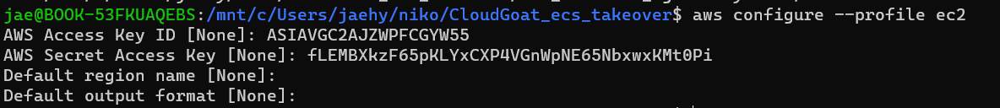 jae@BOOK-53FKUAQEBS:/mnt/c/Users/jaehy/niko/CloudGoat_ecs_takeover$ aws configure --profile ec2
AWS Access Key ID [None]: ASIAVGC2AJZWPFCGYW55
AWS Secret Access Key [None]: fLEMBXkzF65pKLYxCXP4VGnWpNE65NbxwxKMt0Pi
Default region name [None]:
Default output format [None]: